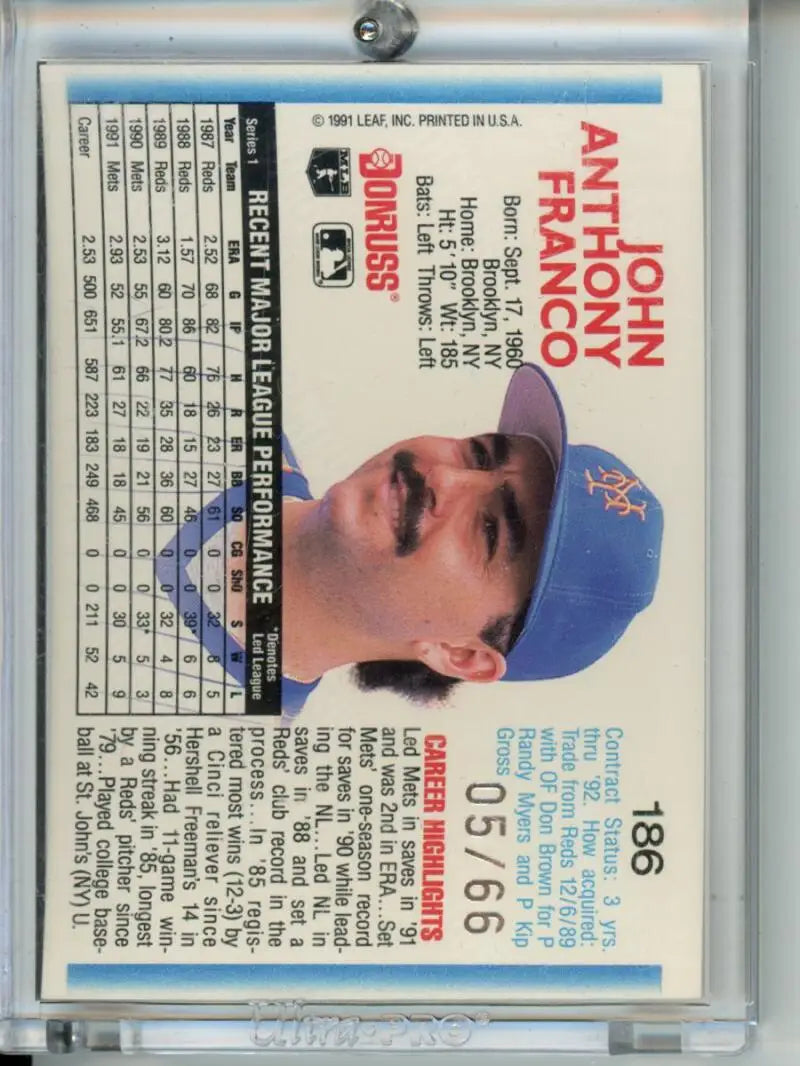 JOHN
ANTHONY
FRANCO
Born: Sept. 17, 1960
Brooklyn, NY
Home: Brooklyn, NY
Ht: 5'10" Wt: 185
Bats: Left Throws: Left
DONRUSS®
MLB
© 1991 LEAF, INC. PRINTED IN U.S.A.
186
Contract Status: 3 yrs.
thru '92. How acquired:
Trade from Reds 12/6/89
with OF Don Brown for P
Randy Myers and P Kip
Gross
05/66
CAREER HIGHLIGHTS
Led Mets in saves in '91
and was 2nd in ERA...Set
Mets' one-season record
for saves in '90 while lead-
ing the NL...Led NL in
saves in '88 and set a
Reds' club record in the
process...In '85 regis-
tered most wins (12-3) by
a Cinci reliever since
Hershell Freeman's 14 in
'56...Had 11-game win-
ning streak in '85, longest
by a Reds' pitcher since
'79...Played college base-
ball at St. John's (NY) U.
Series 1 RECENT MAJOR LEAGUE PERFORMANCE *Denotes
Led League
Year Team ERA G IP H R ER BB SO CG ShO S W L
1987 Reds 2.52 68 82 76 26 23 27 61 0 0 32 8 5
1988 Reds 1.57 70 86 60 18 15 27 46 0 0 39* 6 6
1989 Reds 3.12 60 80.2 77 35 28 36 60 0 0 32 4 8
1990 Mets 2.53 55 67.2 66 22 19 21 56 0 0 33* 5 3
1991 Mets 2.93 52 55.1 61 27 18 18 45 0 0 30 5 9
Career 2.53 500 651 587 223 183 249 468 0 0 211 52 42
Ultra·PRO®